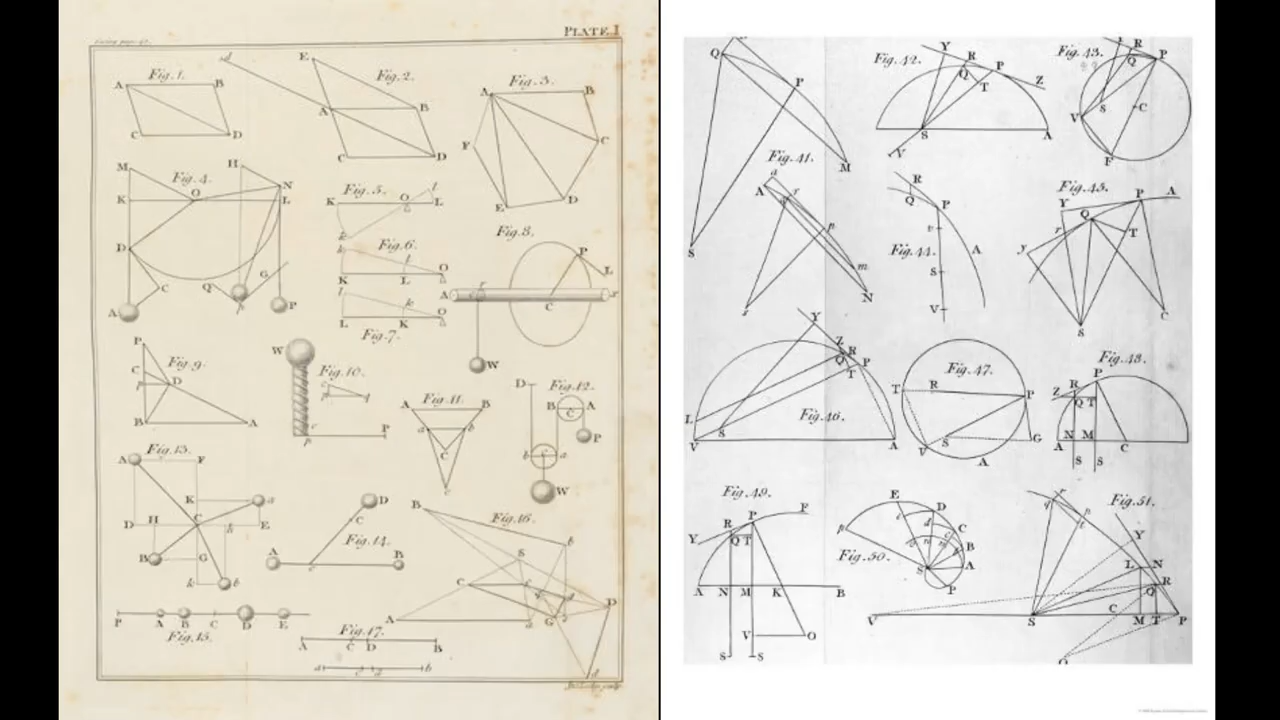 PLATE I
Fig. 1.
A B
C D
Fig. 2.
E
d
A B
C D
Fig. 3.
A B
F C
E D
Fig. 4.
M H
K O N
L
D
C Q G
A P
Fig. 5.
K O L
l
k
Fig. 6.
k
l O
K L
Fig. 7.
l
k O
L K
Fig. 8.
P
L
A
C
W
Fig. 9.
P
C
p D
B A
Fig. 10.
W
P
p
Fig. 11.
A B
a b
C
c
Fig. 12.
D
B C A
P
b c a
W
Fig. 13.
A F
K a
D H C h E
B G
k b
Fig. 14.
D
C
A c B
Fig. 15.
P A B C D E
Fig. 16.
B
S b
C
D
A a G
d
Fig. 17.
A C D B
a c d b
Q
P
M
S
Fig. 41.
a
A r
p
m
s N
Fig. 42.
Y R P
Q T Z
S A
V
Fig. 43.
R P
Q
S C
V
F
Fig. 44.
R
Q P
v
A
S
V
Fig. 45.
P A
Y Q
r T
y
S C
Fig. 46.
Y
Z R
Q P
T
L S
V A
Fig. 47.
T R P
V S G
A
Fig. 48.
P
Z R
Q T
A N M C
S S
Fig. 49.
R P F
Y Q T
A N M K B
V O
S S
Fig. 50.
E D
p e d C
c B
S A
P
Fig. 51.
r
q p
t Y
L N
R
Q
V S C M T P